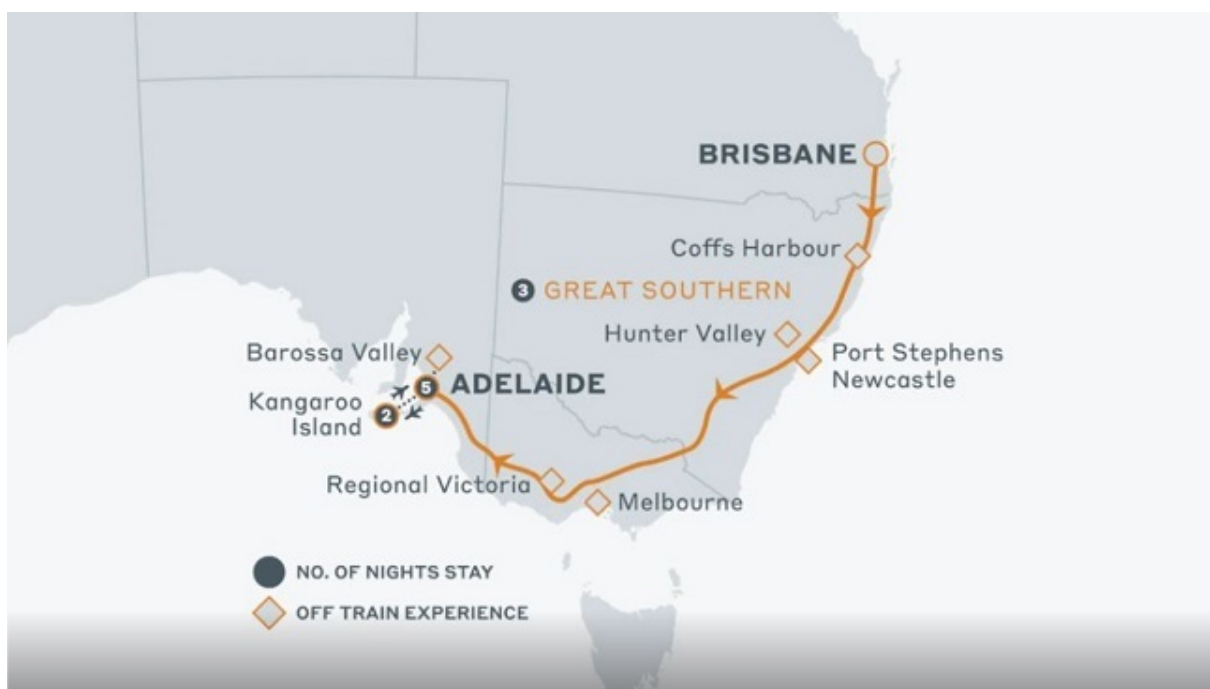 BRISBANE
Coffs Harbour
3 GREAT SOUTHERN
Hunter Valley
Port Stephens
Newcastle
Barossa Valley
5 ADELAIDE
Kangaroo
Island
2
Regional Victoria
Melbourne
NO. OF NIGHTS STAY
OFF TRAIN EXPERIENCE